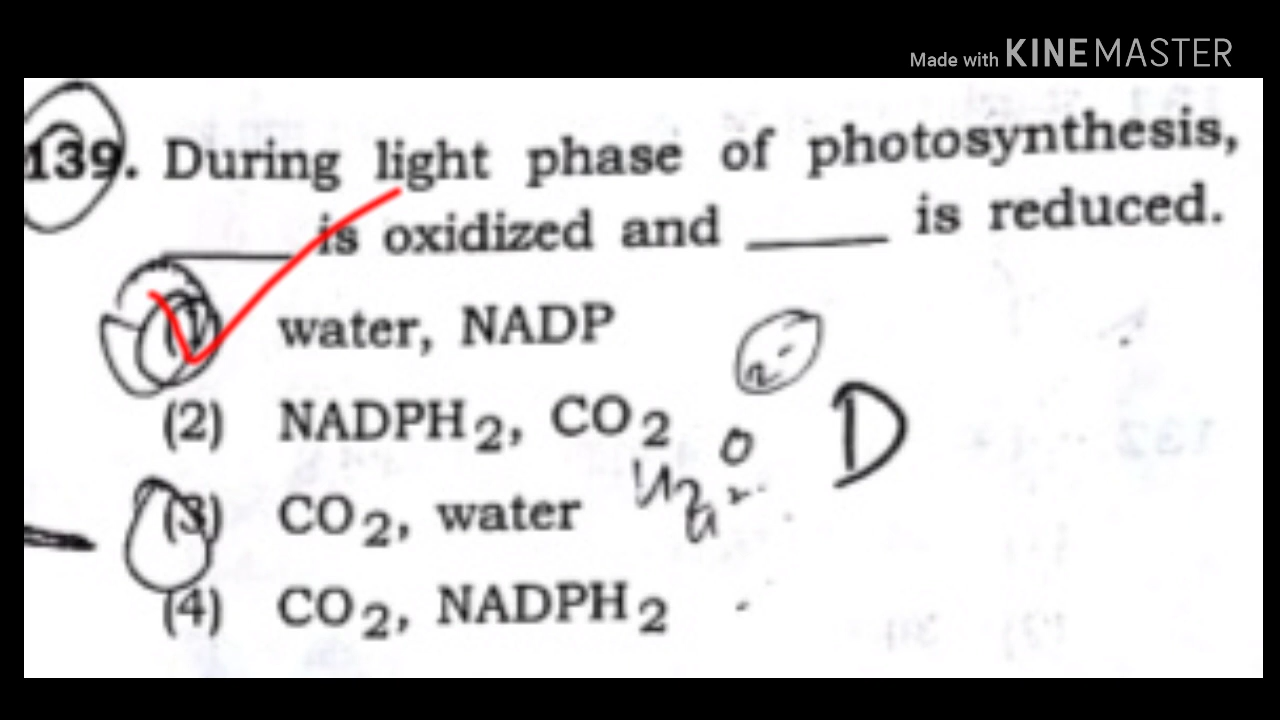 Made with KINEMASTER
139. During light phase of photosynthesis,
_____ is oxidized and _____ is reduced.
(1) water, NADP
(2) NADPH2, CO2
D
(3) CO2, water
(4) CO2, NADPH2